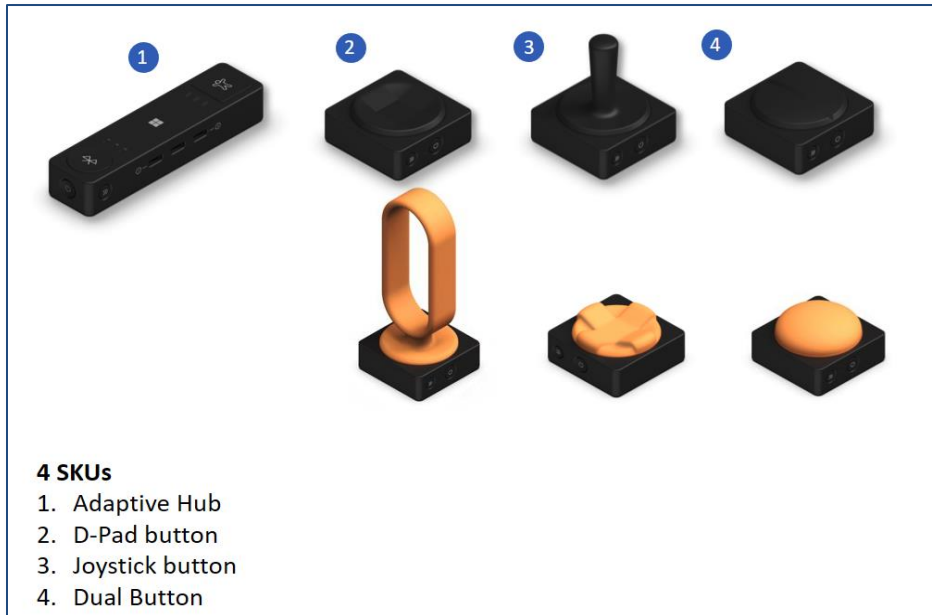 1
2
3
4
4 SKUs
1. Adaptive Hub
2. D-Pad button
3. Joystick button
4. Dual Button